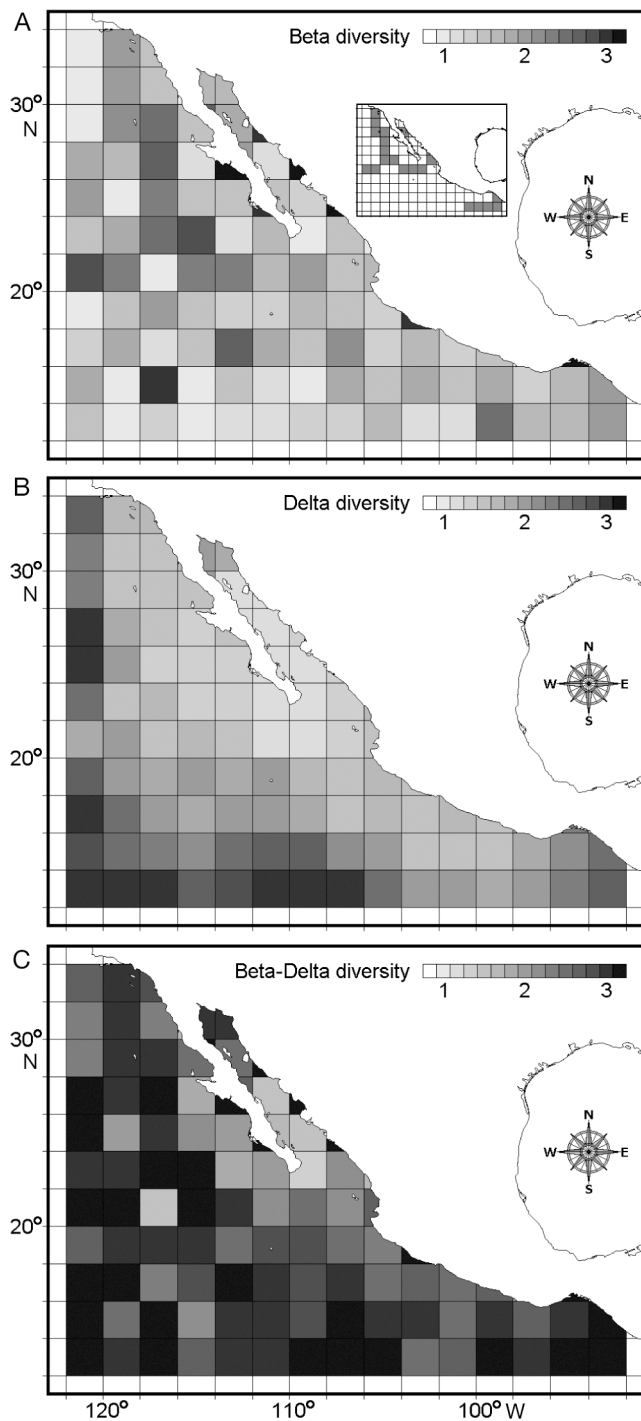 A
Beta diversity
1 2 3
30°
N
N
W E
S
20°
B
Delta diversity
1 2 3
30°
N
N
W E
S
20°
C
Beta-Delta diversity
1 2 3
30°
N
N
W E
S
20°
120° 110° 100° W